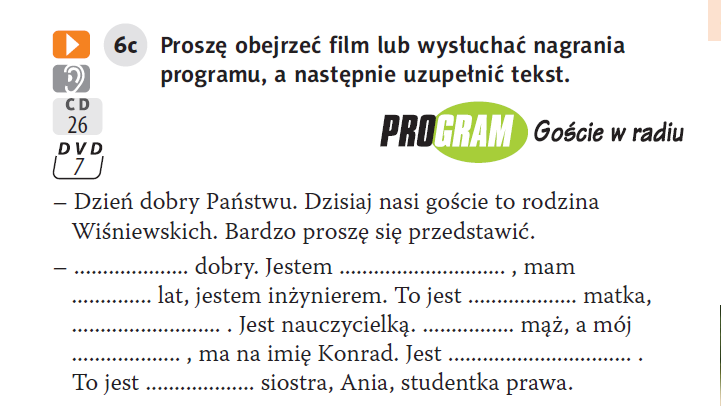 6c Proszę obejrzeć film lub wysłuchać nagrania
programu, a następnie uzupełnić tekst.
CD
26
DVD
7
PROGRAM Goście w radiu
– Dzień dobry Państwu. Dzisiaj nasi goście to rodzina
Wiśniewskich. Bardzo proszę się przedstawić.
– .................... dobry. Jestem ............................. , mam
.............. lat, jestem inżynierem. To jest ................... matka,
.......................... . Jest nauczycielką. ................ mąż, a mój
................... , ma na imię Konrad. Jest ................................ .
To jest ................... siostra, Ania, studentka prawa.